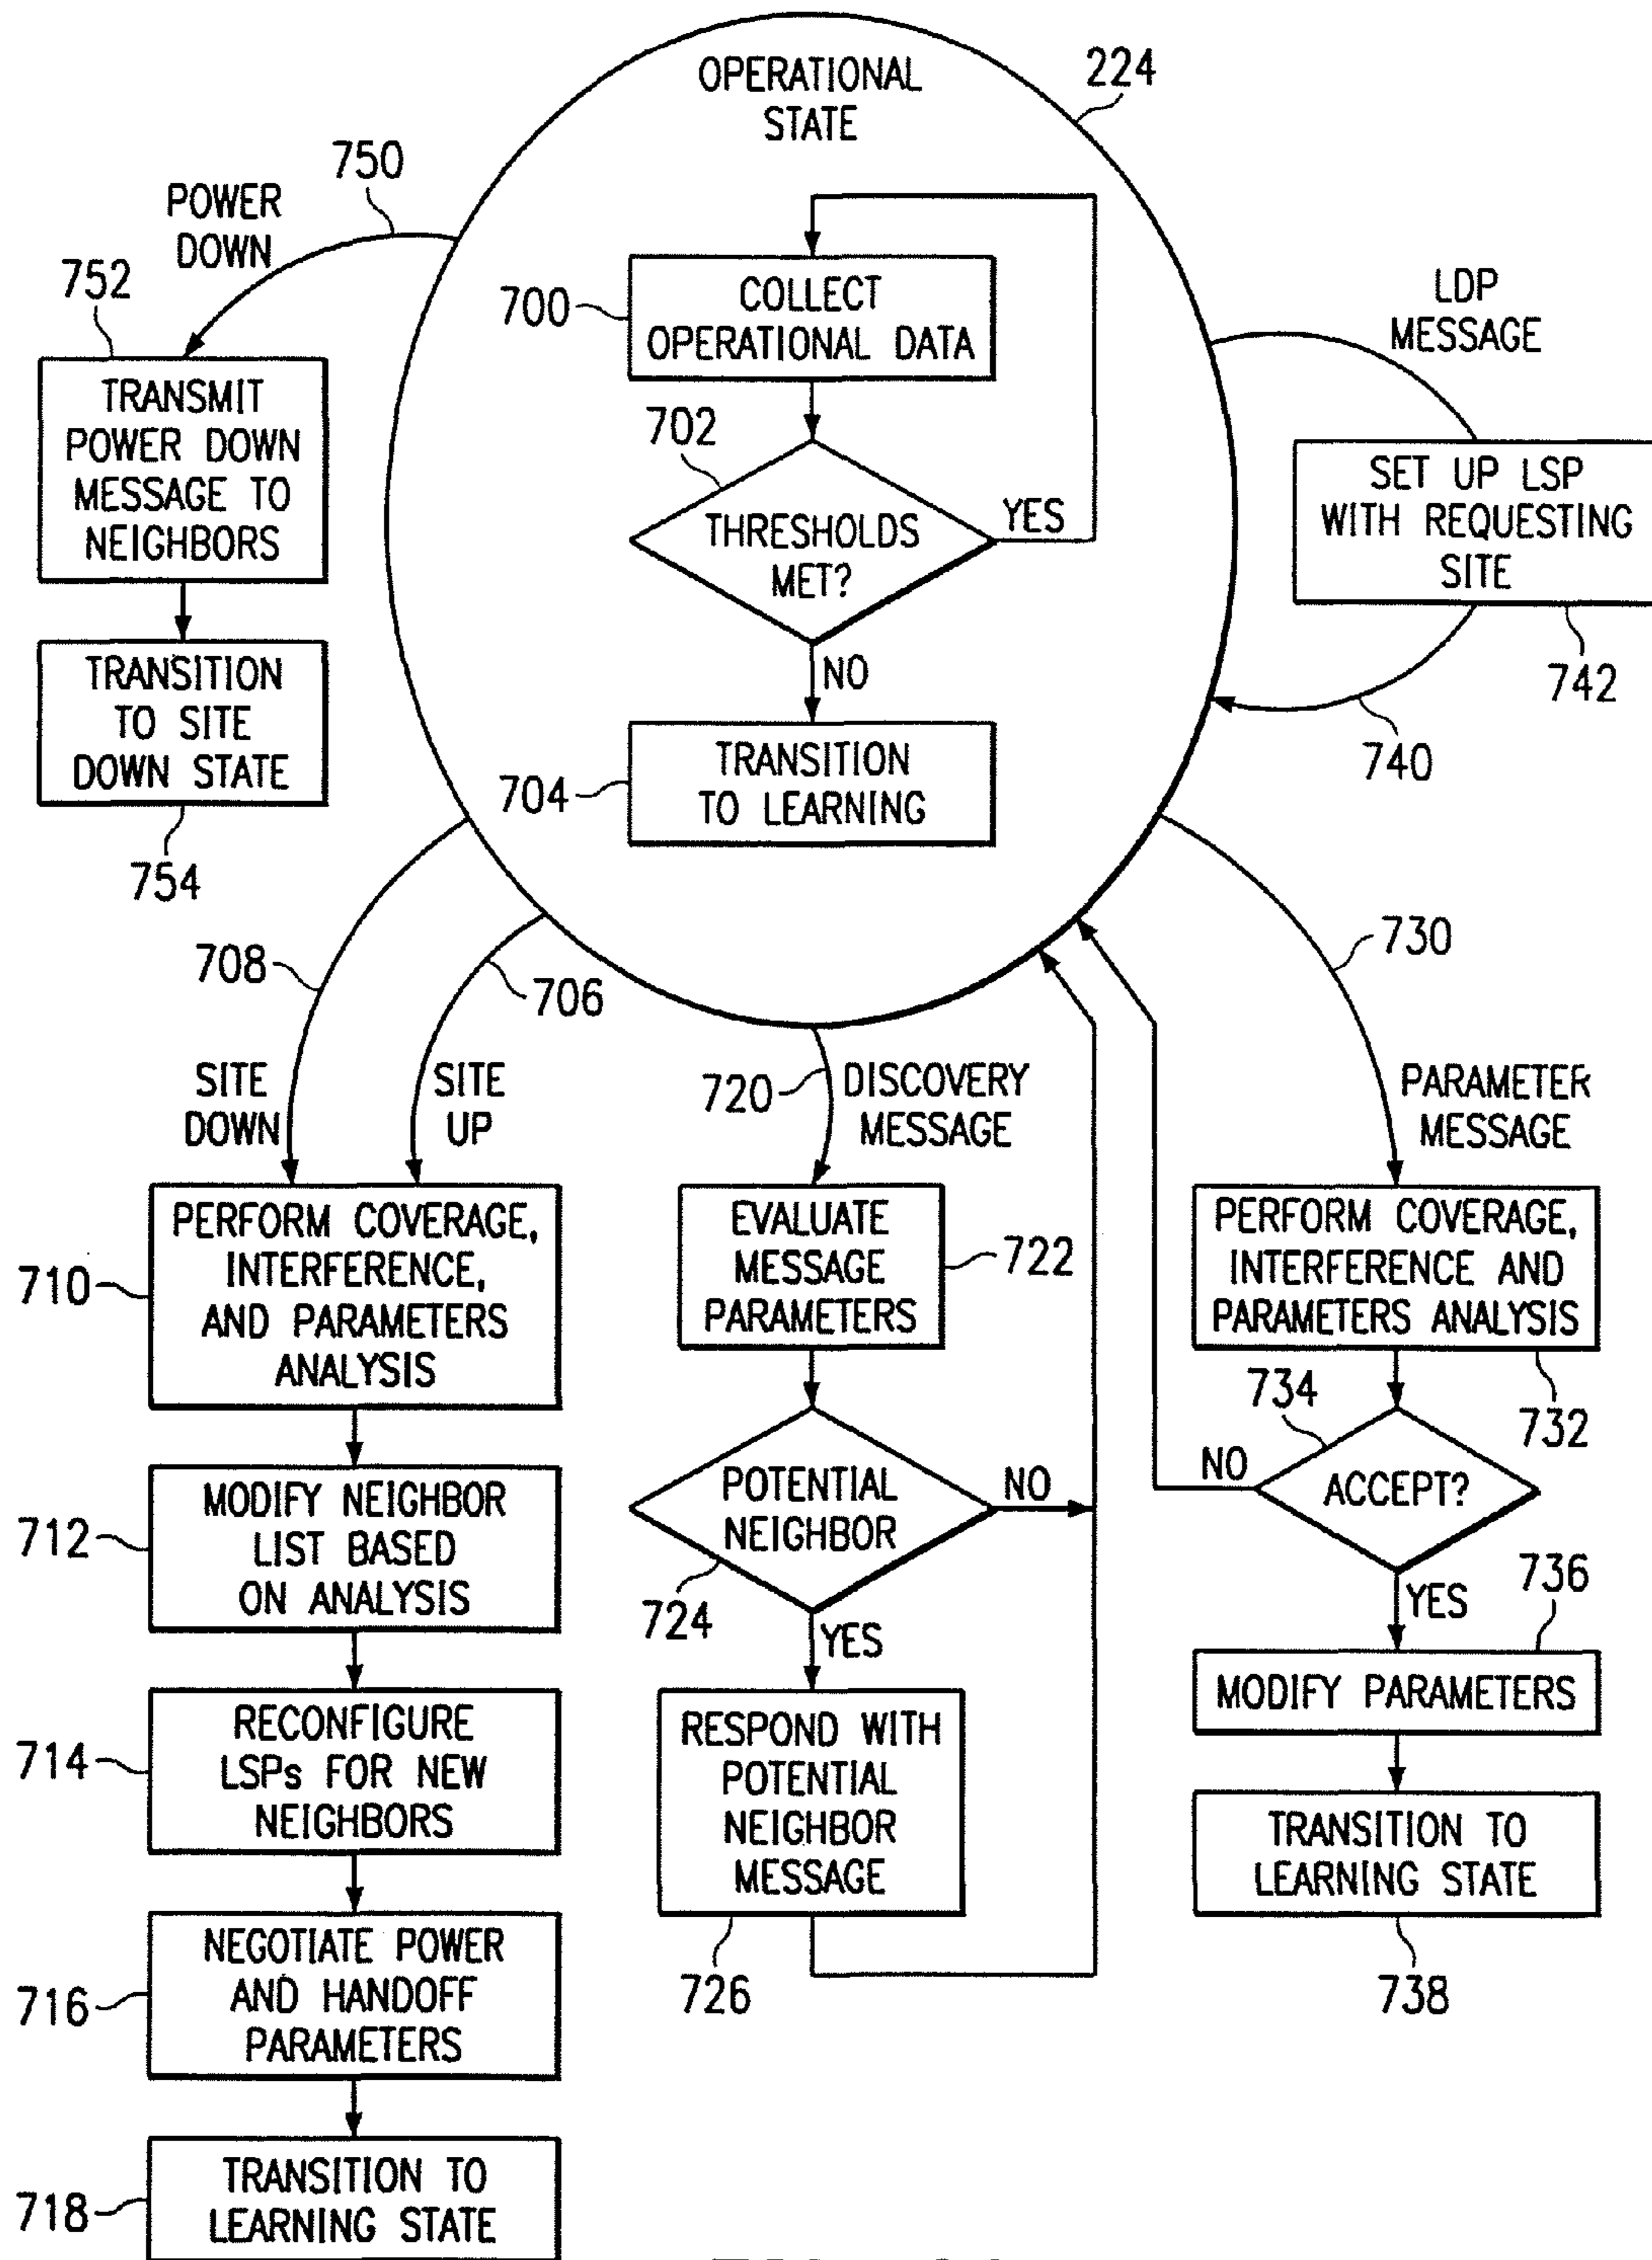 OPERATIONAL
STATE
224
750
POWER
DOWN
752
TRANSMIT
POWER DOWN
MESSAGE TO
NEIGHBORS
TRANSITION
TO SITE
DOWN STATE
754
700
COLLECT
OPERATIONAL DATA
702
THRESHOLDS
MET?
YES
NO
704
TRANSITION
TO LEARNING
LDP
MESSAGE
SET UP LSP
WITH REQUESTING
SITE
742
740
708
706
SITE
DOWN
SITE
UP
710
PERFORM COVERAGE,
INTERFERENCE,
AND PARAMETERS
ANALYSIS
712
MODIFY NEIGHBOR
LIST BASED
ON ANALYSIS
714
RECONFIGURE
LSPs FOR NEW
NEIGHBORS
716
NEGOTIATE POWER
AND HANDOFF
PARAMETERS
718
TRANSITION TO
LEARNING STATE
720
DISCOVERY
MESSAGE
EVALUATE
MESSAGE
PARAMETERS
722
POTENTIAL
NEIGHBOR
NO
724
YES
RESPOND WITH
POTENTIAL
NEIGHBOR
MESSAGE
726
730
PARAMETER
MESSAGE
PERFORM COVERAGE,
INTERFERENCE AND
PARAMETERS ANALYSIS
732
734
ACCEPT?
NO
YES
736
MODIFY PARAMETERS
TRANSITION TO
LEARNING STATE
738